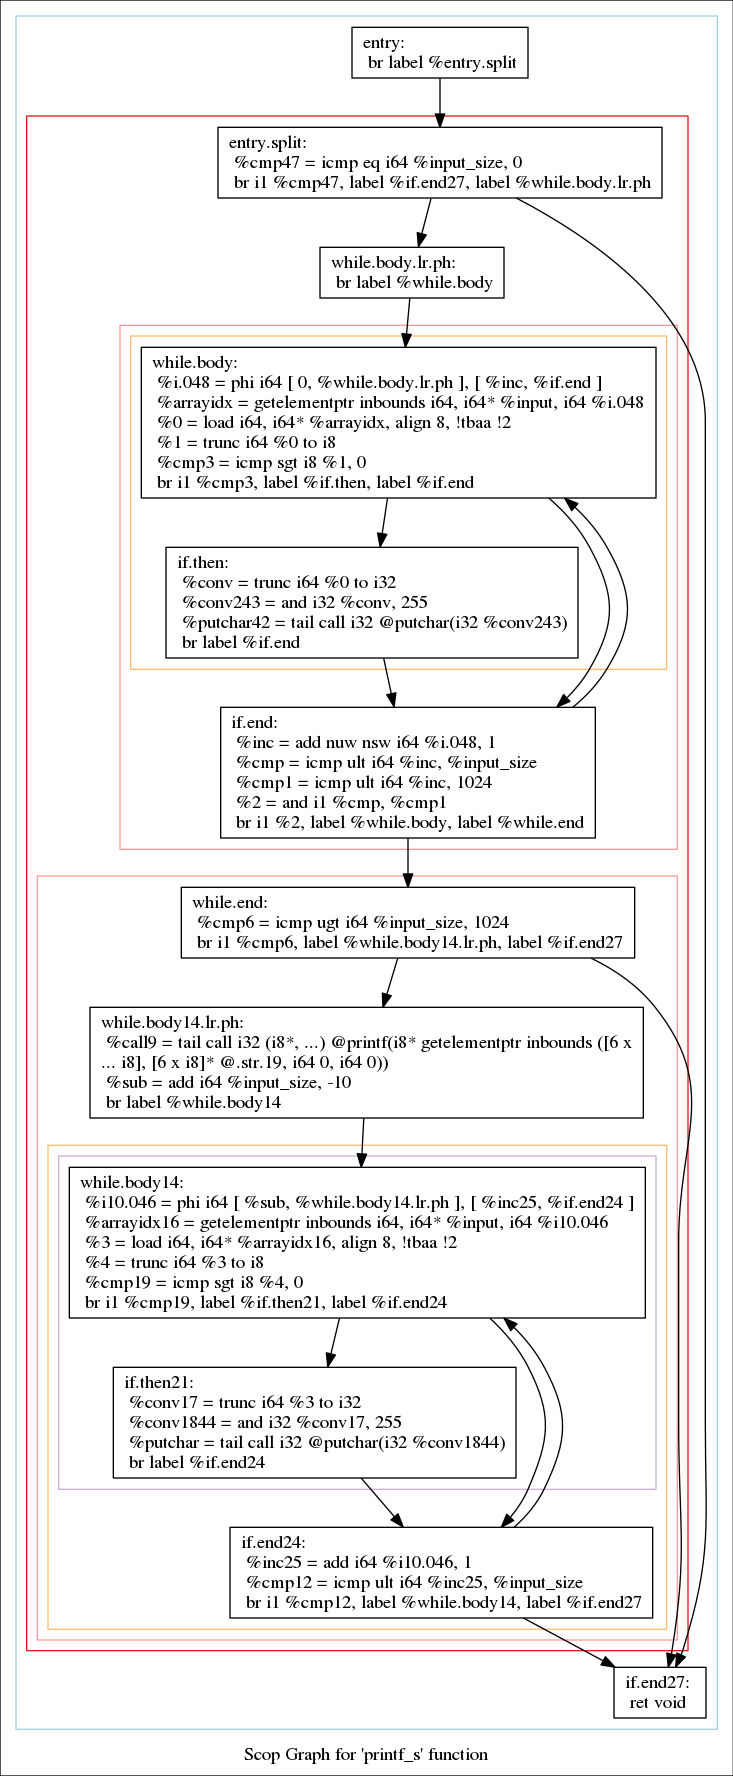 entry:
br label %entry.split
entry.split:
%cmp47 = icmp eq i64 %input_size, 0
br i1 %cmp47, label %if.end27, label %while.body.lr.ph
while.body.lr.ph:
br label %while.body
while.body:
%i.048 = phi i64 [ 0, %while.body.lr.ph ], [ %inc, %if.end ]
%arrayidx = getelementptr inbounds i64, i64* %input, i64 %i.048
%0 = load i64, i64* %arrayidx, align 8, !tbaa !2
%1 = trunc i64 %0 to i8
%cmp3 = icmp sgt i8 %1, 0
br i1 %cmp3, label %if.then, label %if.end
if.then:
%conv = trunc i64 %0 to i32
%conv243 = and i32 %conv, 255
%putchar42 = tail call i32 @putchar(i32 %conv243)
br label %if.end
if.end:
%inc = add nuw nsw i64 %i.048, 1
%cmp = icmp ult i64 %inc, %input_size
%cmp1 = icmp ult i64 %inc, 1024
%2 = and i1 %cmp, %cmp1
br i1 %2, label %while.body, label %while.end
while.end:
%cmp6 = icmp ugt i64 %input_size, 1024
br i1 %cmp6, label %while.body14.lr.ph, label %if.end27
while.body14.lr.ph:
%call9 = tail call i32 (i8*, ...) @printf(i8* getelementptr inbounds ([6 x
... i8], [6 x i8]* @.str.19, i64 0, i64 0))
%sub = add i64 %input_size, -10
br label %while.body14
while.body14:
%i10.046 = phi i64 [ %sub, %while.body14.lr.ph ], [ %inc25, %if.end24 ]
%arrayidx16 = getelementptr inbounds i64, i64* %input, i64 %i10.046
%3 = load i64, i64* %arrayidx16, align 8, !tbaa !2
%4 = trunc i64 %3 to i8
%cmp19 = icmp sgt i8 %4, 0
br i1 %cmp19, label %if.then21, label %if.end24
if.then21:
%conv17 = trunc i64 %3 to i32
%conv1844 = and i32 %conv17, 255
%putchar = tail call i32 @putchar(i32 %conv1844)
br label %if.end24
if.end24:
%inc25 = add i64 %i10.046, 1
%cmp12 = icmp ult i64 %inc25, %input_size
br i1 %cmp12, label %while.body14, label %if.end27
if.end27:
ret void
Scop Graph for 'printf_s' function